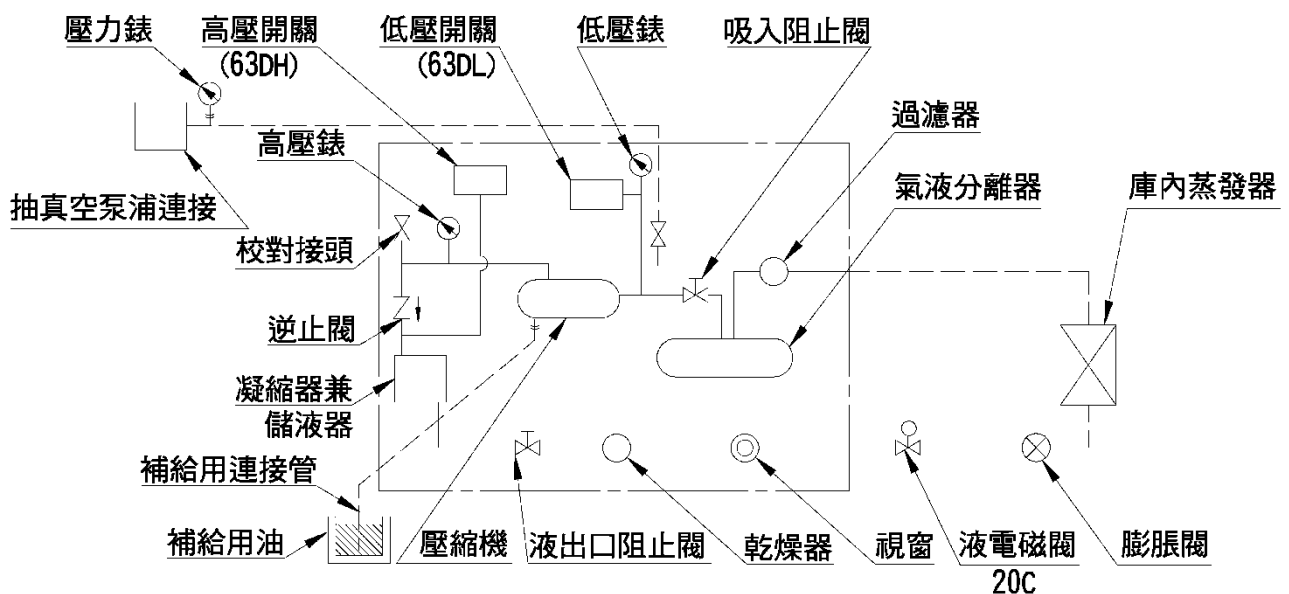 壓力錶
高壓開關
(63DH)
低壓開關
(63DL)
低壓錶
吸入阻止閥
過濾器
高壓錶
氣液分離器
庫內蒸發器
抽真空泵浦連接
校對接頭
逆止閥
凝縮器兼
儲液器
補給用連接管
補給用油
壓縮機
液出口阻止閥
乾燥器
視窗
液電磁閥
20C
膨脹閥